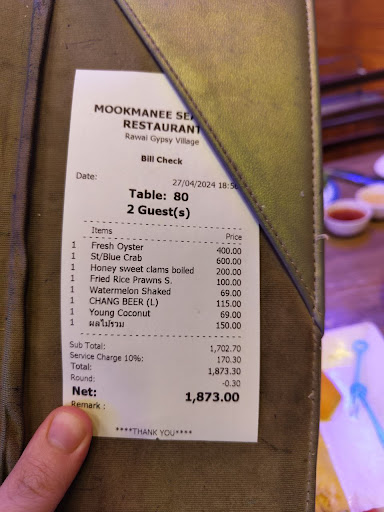 MOOKMANEE
RESTAURANT
Rawai Gypsy Village
Bill Check
Date: 27/04/2024
Table: 80
2 Guest(s)
Items Price
1 Fresh Oyster 400.00
1 St/Blue Crab 600.00
1 Honey sweet clams boiled 200.00
1 Fried Rice Prawns S. 100.00
1 Watermelon Shaked 69.00
1 CHANG BEER (L) 115.00
1 Young Coconut 69.00
1 ผลไม้รวม 150.00
Sub Total: 1,702.70
Service Charge 10%: 170.30
Total: 1,873.30
Round: -0.30
Net: 1,873.00
Remark :
****THANK YOU****